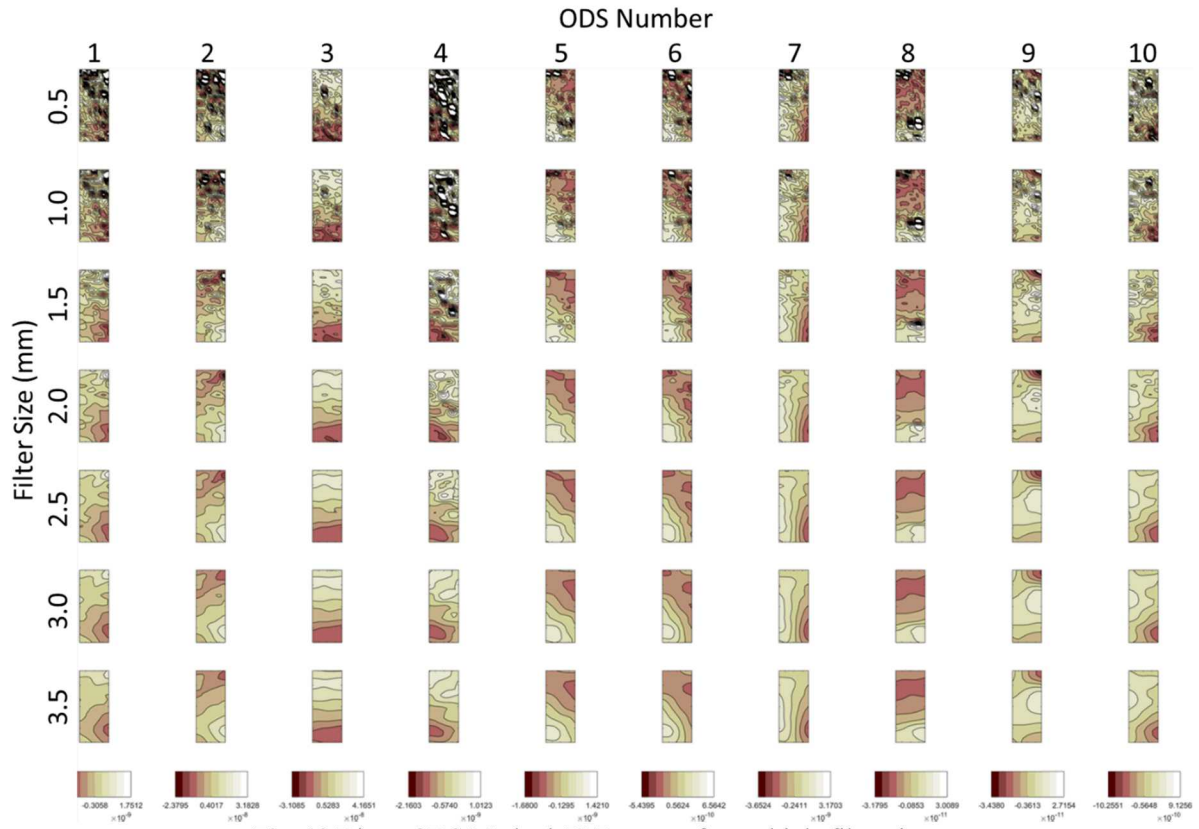 ODS Number
1 2 3 4 5 6 7 8 9 10
Filter Size (mm)
0.5
1.0
1.5
2.0
2.5
3.0
3.5
-0.3058 1.7512 -2.3795 0.4017 3.1828 -3.1085 0.5283 4.1651 -2.1603 -0.5740 1.0123 -1.6800 -0.1295 1.4210 -5.4395 0.5624 6.5642 -3.6524 -0.2411 3.1703 -3.1795 -0.0853 3.0089 -3.4380 -0.3613 2.7154 -10.2551 -0.5648 9.1256
×10⁻⁹ ×10⁻⁸ ×10⁻⁹ ×10⁻⁹ ×10⁻⁹ ×10⁻¹⁰ ×10⁻⁹ ×10⁻¹¹ ×10⁻¹¹ ×10⁻¹⁰